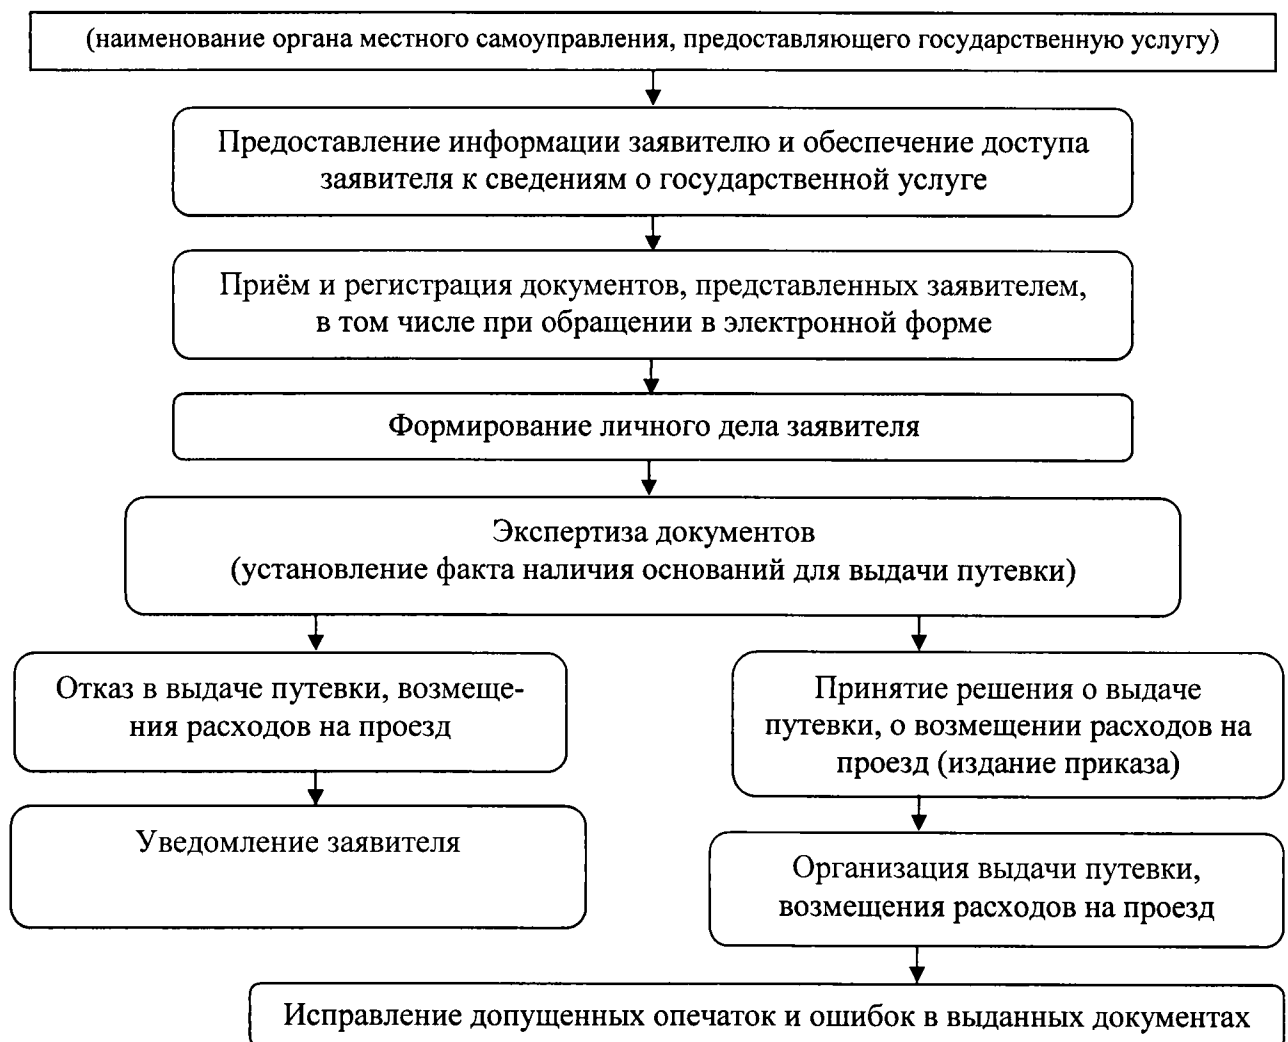 (наименование органа местного самоуправления, предоставляющего государственную услугу)
Предоставление информации заявителю и обеспечение доступа
заявителя к сведениям о государственной услуге
Приём и регистрация документов, представленных заявителем,
в том числе при обращении в электронной форме
Формирование личного дела заявителя
Экспертиза документов
(установление факта наличия оснований для выдачи путевки)
Отказ в выдаче путевки, возмеще-
ния расходов на проезд
Уведомление заявителя
Принятие решения о выдаче
путевки, о возмещении расходов на
проезд (издание приказа)
Организация выдачи путевки,
возмещения расходов на проезд
Исправление допущенных опечаток и ошибок в выданных документах